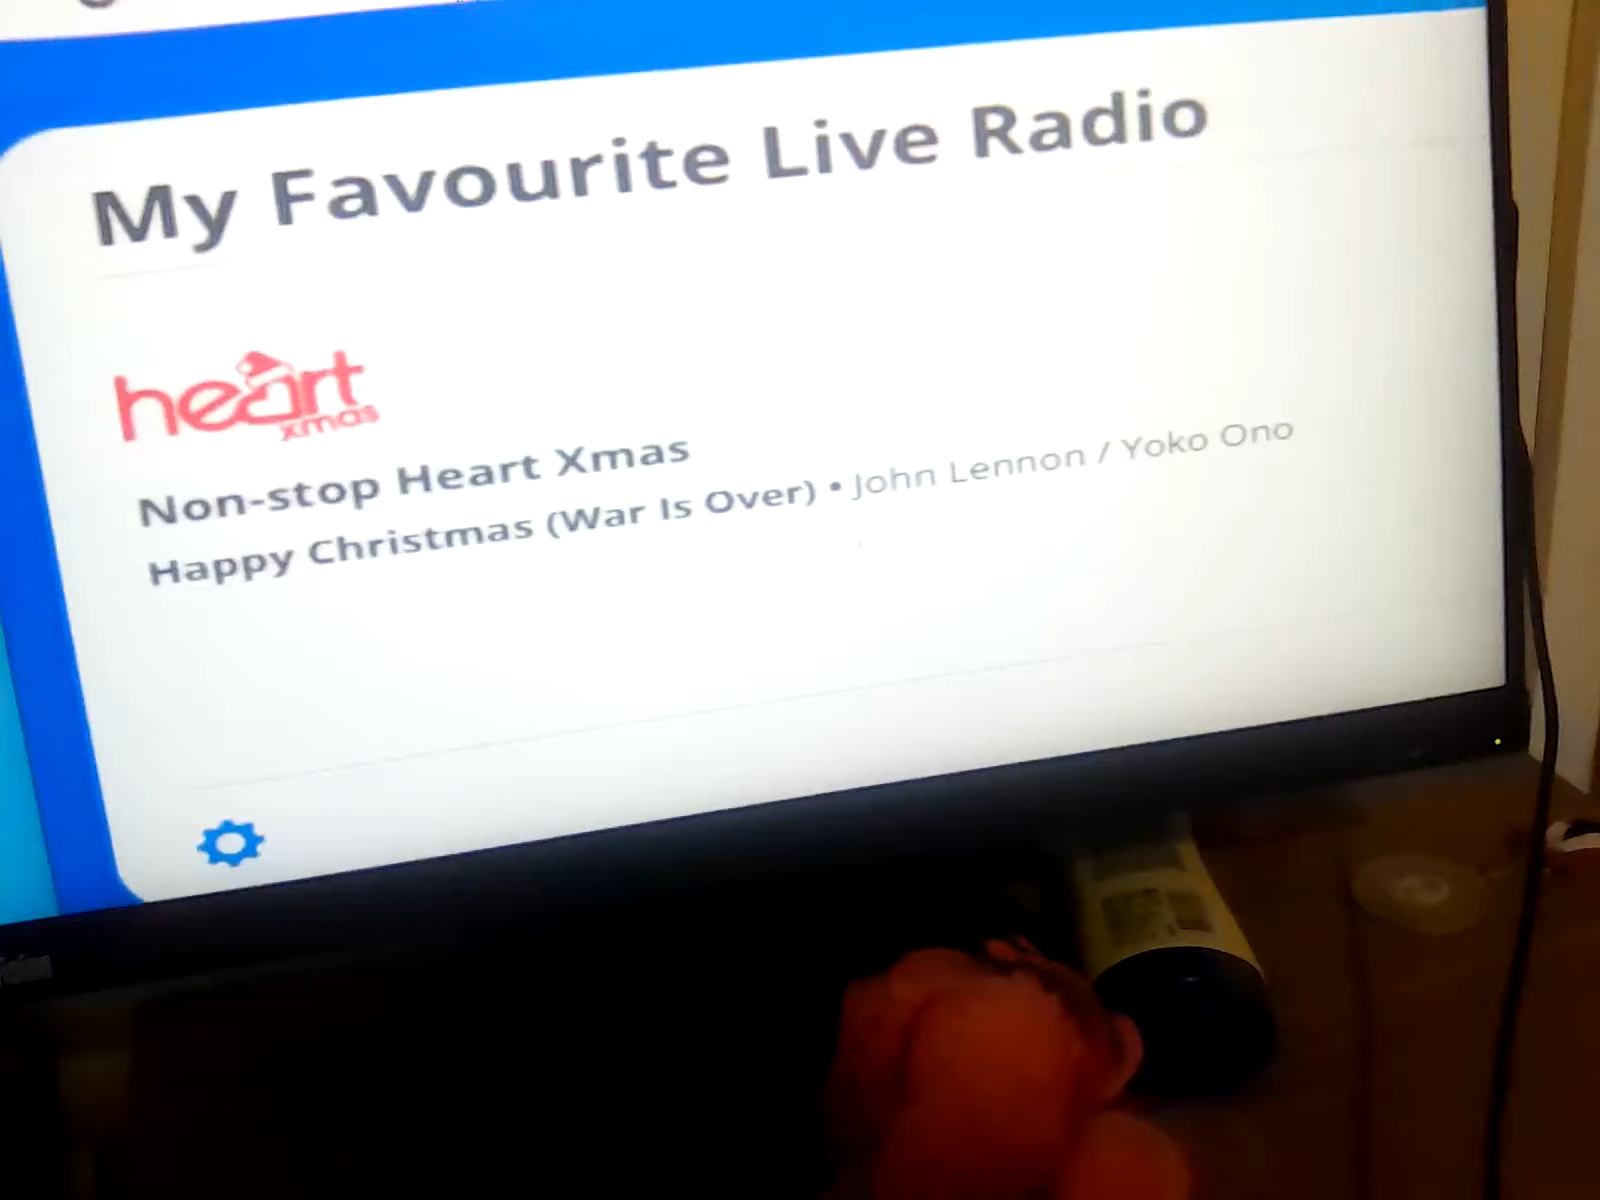 My Favourite Live Radio
heart
xmas
Non-stop Heart Xmas
Happy Christmas (War Is Over) • John Lennon / Yoko Ono